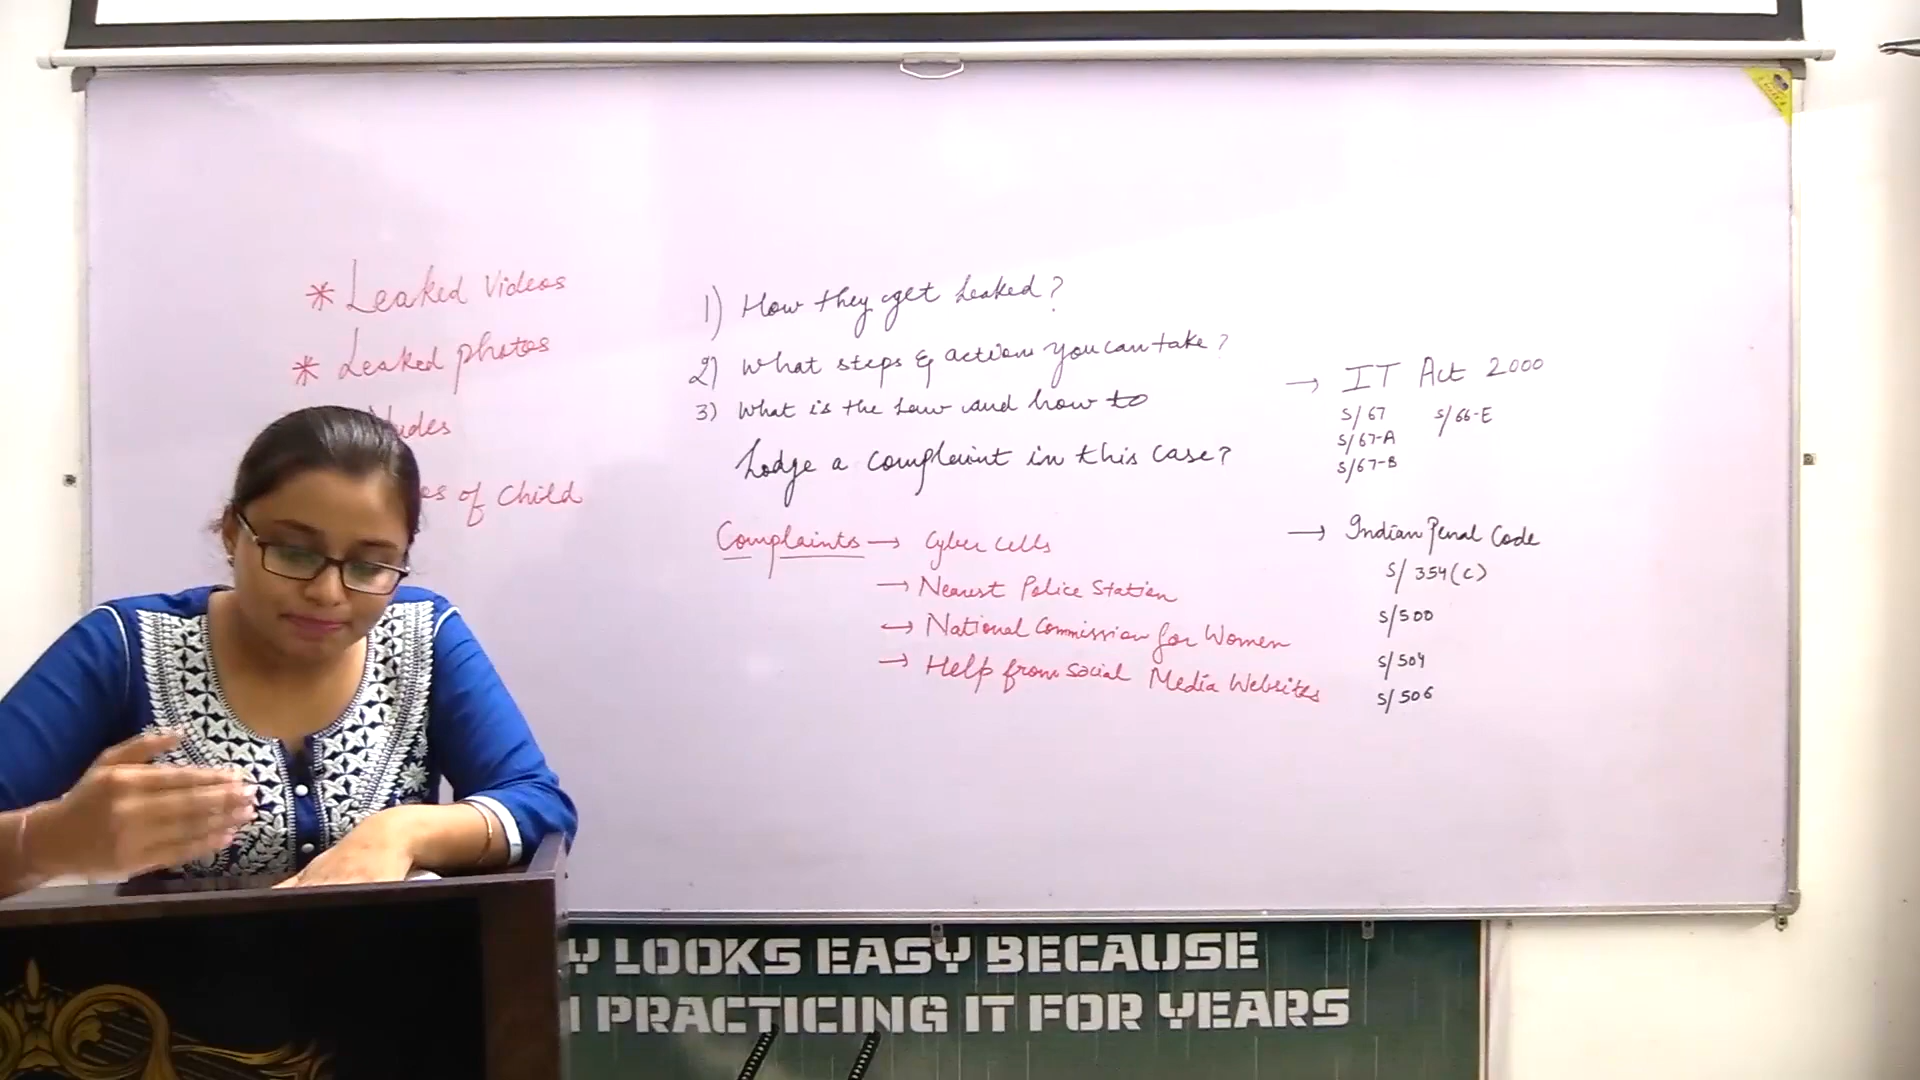 * Leaked Videos
* Leaked photos
of Child
1) How they get Leaked?
2) What steps & actions you can take?
3) What is the Law and how to
Lodge a complaint in this case?
Complaints → Cyber Cells
→ Nearest Police Station
→ National Commission for Women
→ Help from Social Media Websites
→ IT Act 2000
S/67 S/66-E
S/67-A
S/67-B
→ Indian Penal Code
S/354(C)
S/500
S/504
S/506
Y LOOKS EASY BECAUSE
PRACTICING IT FOR YEARS